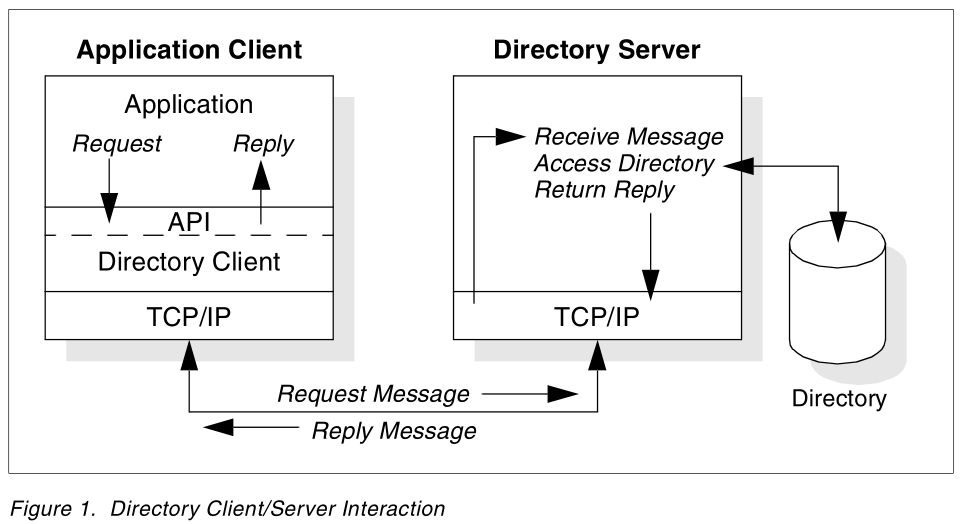 Application Client
Directory Server
Application
Request
Reply
API
Directory Client
TCP/IP
Receive Message
Access Directory
Return Reply
TCP/IP
Directory
Request Message
Reply Message
Figure 1. Directory Client/Server Interaction